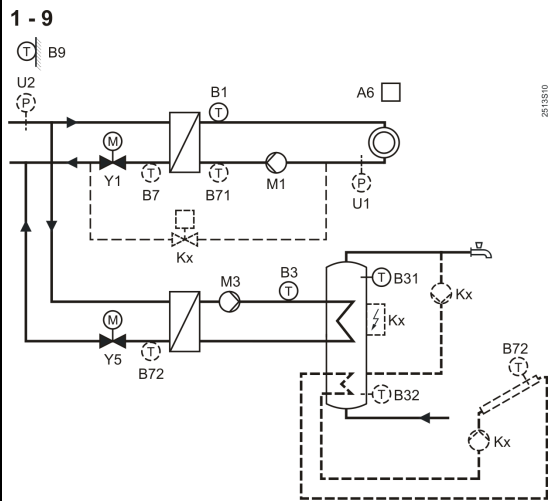 1 - 9
T B9
U2
P
B1
T
A6
2513S10
M
Y1
T
B7
T
B71
M1
P
U1
Kx
M3
B3
T
T B31
Kx
Kx
M
Y5
T
B72
B72
T
T B32
Kx